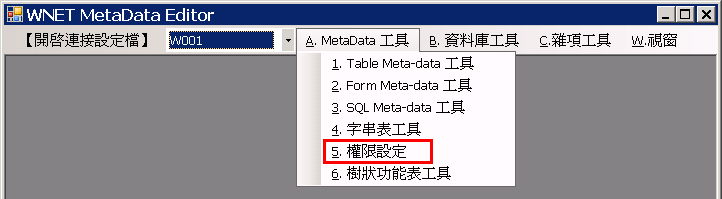 WNET MetaData Editor
【開啓連接設定檔】 W001 A. MetaData 工具 B. 資料庫工具 C.雜項工具 W.視窗
1. Table Meta-data 工具
2. Form Meta-data 工具
3. SQL Meta-data 工具
4. 字串表工具
5. 權限設定
6. 樹狀功能表工具